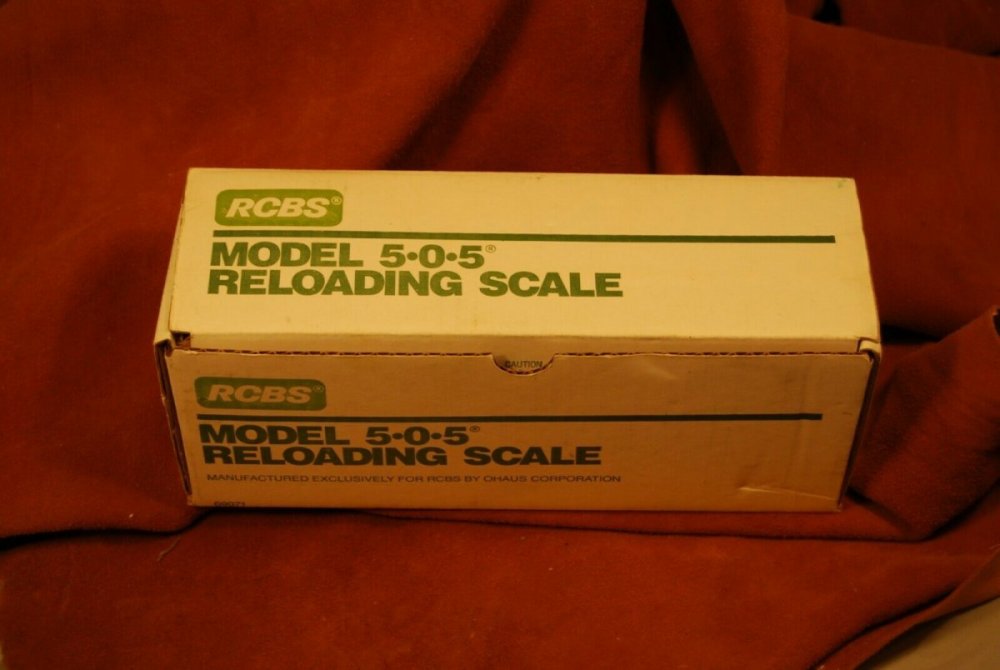 RCBS®
MODEL 5•0•5®
RELOADING SCALE
CAUTION
RCBS®
MODEL 5•0•5®
RELOADING SCALE
MANUFACTURED EXCLUSIVELY FOR RCBS BY OHAUS CORPORATION